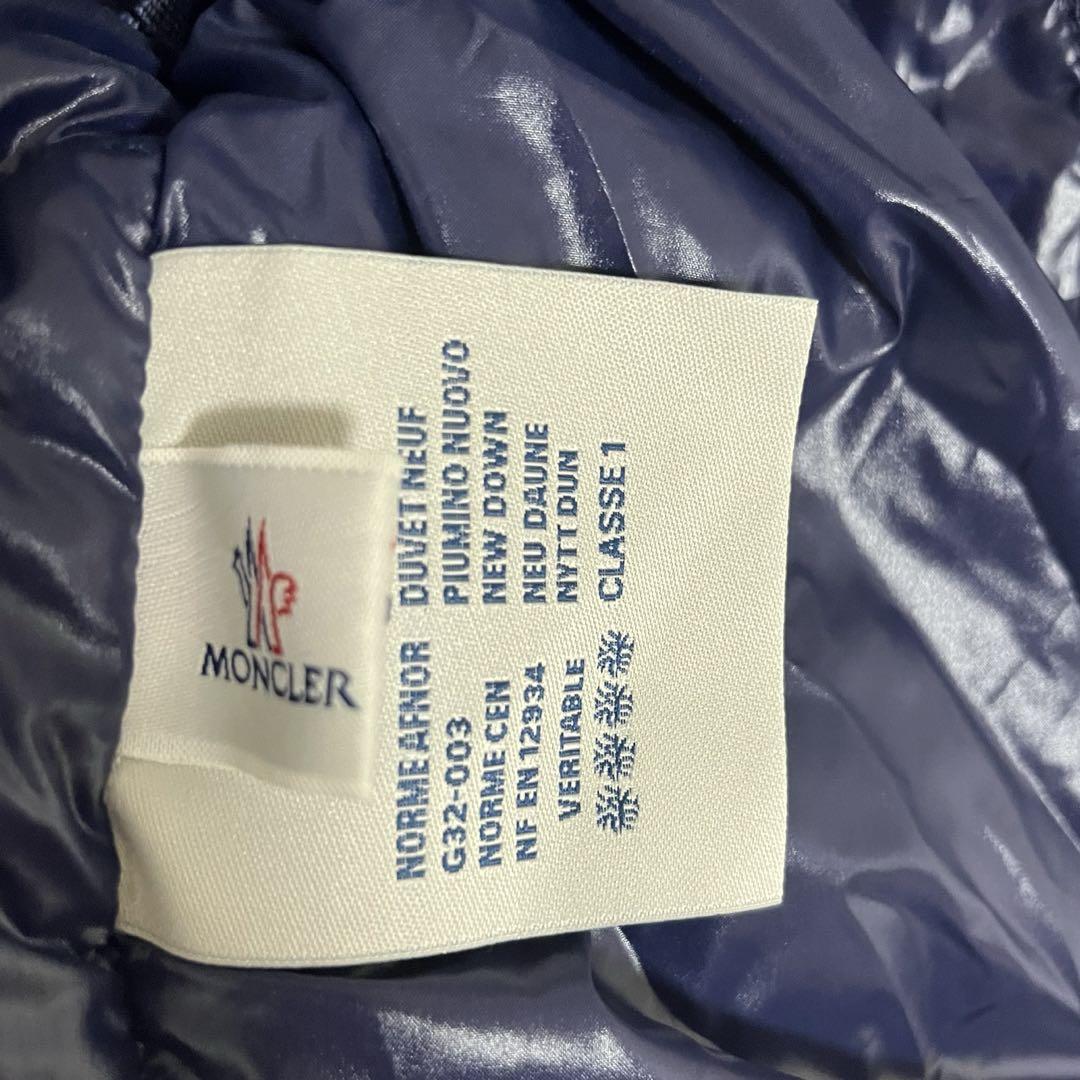 MONCLER
NORME AFNOR DUVET NEUF
G32-003 PIUMINO NUOVO
NORME CEN NEW DOWN
NF EN 12934 NEU DAUNE
VERITABLE NYTT DUN
CLASSE 1